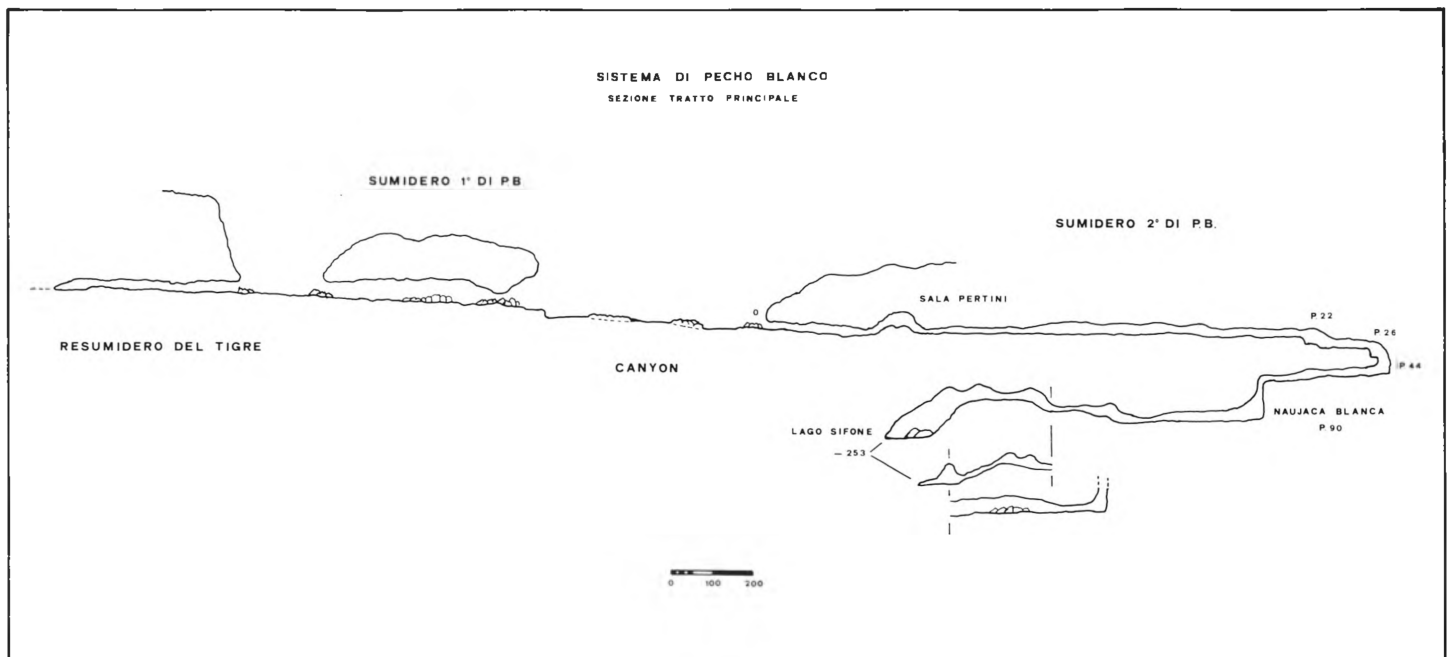 SISTEMA DI PECHO BLANCO
SEZIONE TRATTO PRINCIPALE
SUMIDERO 1° DI P.B.
SUMIDERO 2° DI P.B.
SALA PERTINI
0
P.22
P.26
P.44
RESUMIDERO DEL TIGRE
CANYON
NAUJACA BLANCA
P.90
LAGO SIFONE
— 253
0 100 200